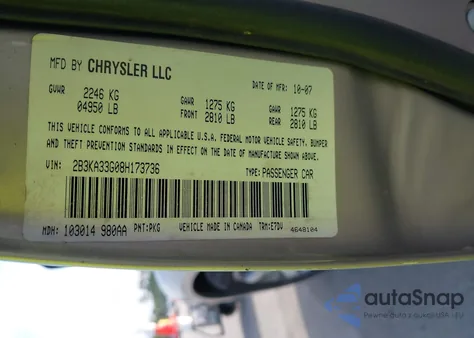 MFD BY CHRYSLER LLC
DATE OF MFR: 10-07
GVWR 2246 KG 04950 LB
GAWR FRONT 1275 KG 2810 LB
GAWR REAR 1275 KG 2810 LB
THIS VEHICLE CONFORMS TO ALL APPLICABLE U.S.A. FEDERAL MOTOR VEHICLE SAFETY, BUMPER
AND THEFT PREVENTION STANDARDS IN EFFECT ON THE DATE OF MANUFACTURE SHOWN ABOVE.
VIN: 2B3KA33G08H173736 TYPE: PASSENGER CAR
MDH: 103014 980AA PNT: PKG VEHICLE MADE IN CANADA TRM: E7DV
4648104
autoSnap